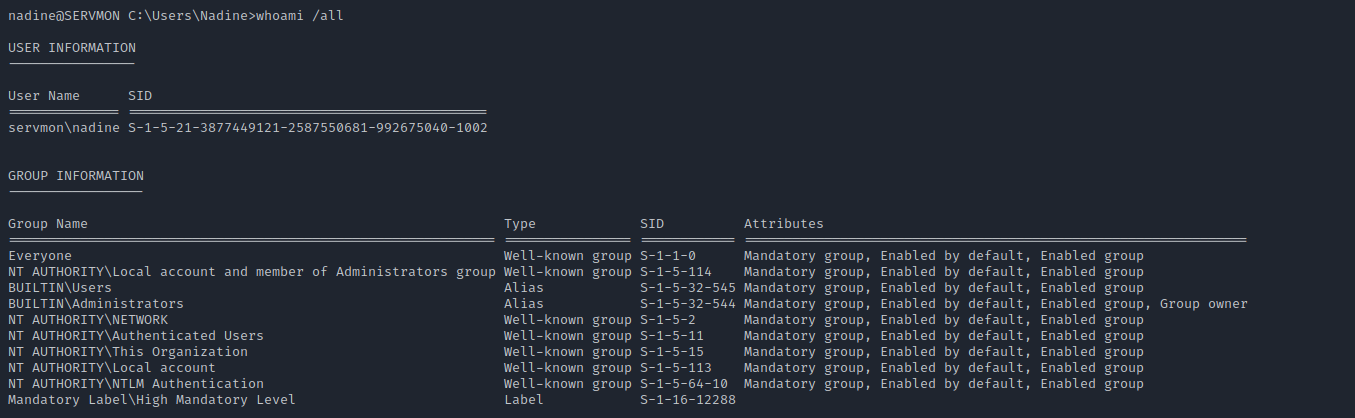 nadine@SERVMON C:\Users\Nadine>whoami /all
USER INFORMATION
----------------
User Name      SID
============== =============================================
servmon\nadine S-1-5-21-3877449121-2587550681-992675040-1002
GROUP INFORMATION
-----------------
Group Name                                                    Type             SID          Attributes
============================================================= ================ ============ ===============================================================
Everyone                                                      Well-known group S-1-1-0      Mandatory group, Enabled by default, Enabled group
NT AUTHORITY\Local account and member of Administrators group Well-known group S-1-5-114    Mandatory group, Enabled by default, Enabled group
BUILTIN\Users                                                 Alias            S-1-5-32-545 Mandatory group, Enabled by default, Enabled group
BUILTIN\Administrators                                        Alias            S-1-5-32-544 Mandatory group, Enabled by default, Enabled group, Group owner
NT AUTHORITY\NETWORK                                          Well-known group S-1-5-2      Mandatory group, Enabled by default, Enabled group
NT AUTHORITY\Authenticated Users                              Well-known group S-1-5-11     Mandatory group, Enabled by default, Enabled group
NT AUTHORITY\This Organization                                Well-known group S-1-5-15     Mandatory group, Enabled by default, Enabled group
NT AUTHORITY\Local account                                    Well-known group S-1-5-113    Mandatory group, Enabled by default, Enabled group
NT AUTHORITY\NTLM Authentication                              Well-known group S-1-5-64-10  Mandatory group, Enabled by default, Enabled group
Mandatory Label\High Mandatory Level                          Label            S-1-16-12288